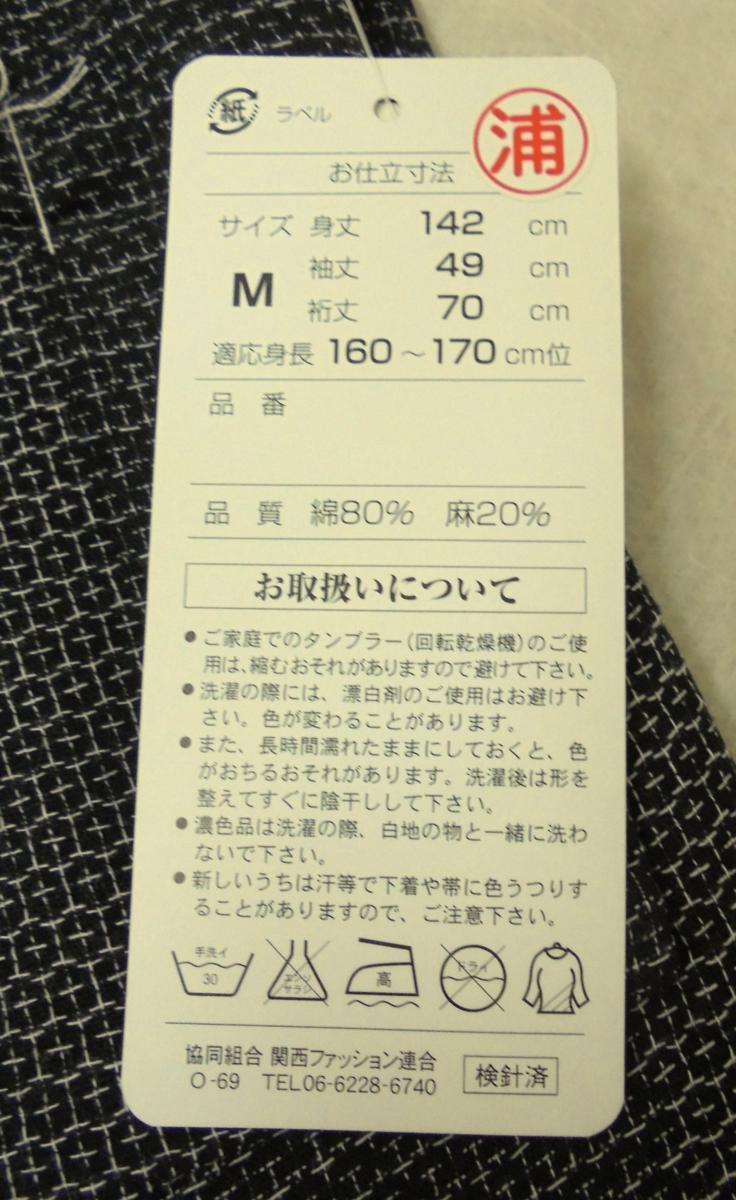 紙 ラベル 浦
お仕立寸法
サイズ 身丈 142 cm
M 袖丈 49 cm
裄丈 70 cm
適応身長 160～170cm位
品 番
品 質 綿80% 麻20%
お取扱いについて
●ご家庭でのタンブラー(回転乾燥機)のご使
用は、縮むおそれがありますので避けて下さい。
●洗濯の際には、漂白剤のご使用はお避け下
さい。色が変わることがあります。
●また、長時間濡れたままにしておくと、色
がおちるおそれがあります。洗濯後は形を
整えてすぐに陰干しして下さい。
●濃色品は洗濯の際、白地の物と一緒に洗わ
ないで下さい。
●新しいうちは汗等で下着や帯に色うつりす
ることがありますので、ご注意下さい。
手洗イ 30 エンソサラシ 高 ドライ
協同組合 関西ファッション連合
O-69 TEL06-6228-6740 検針済